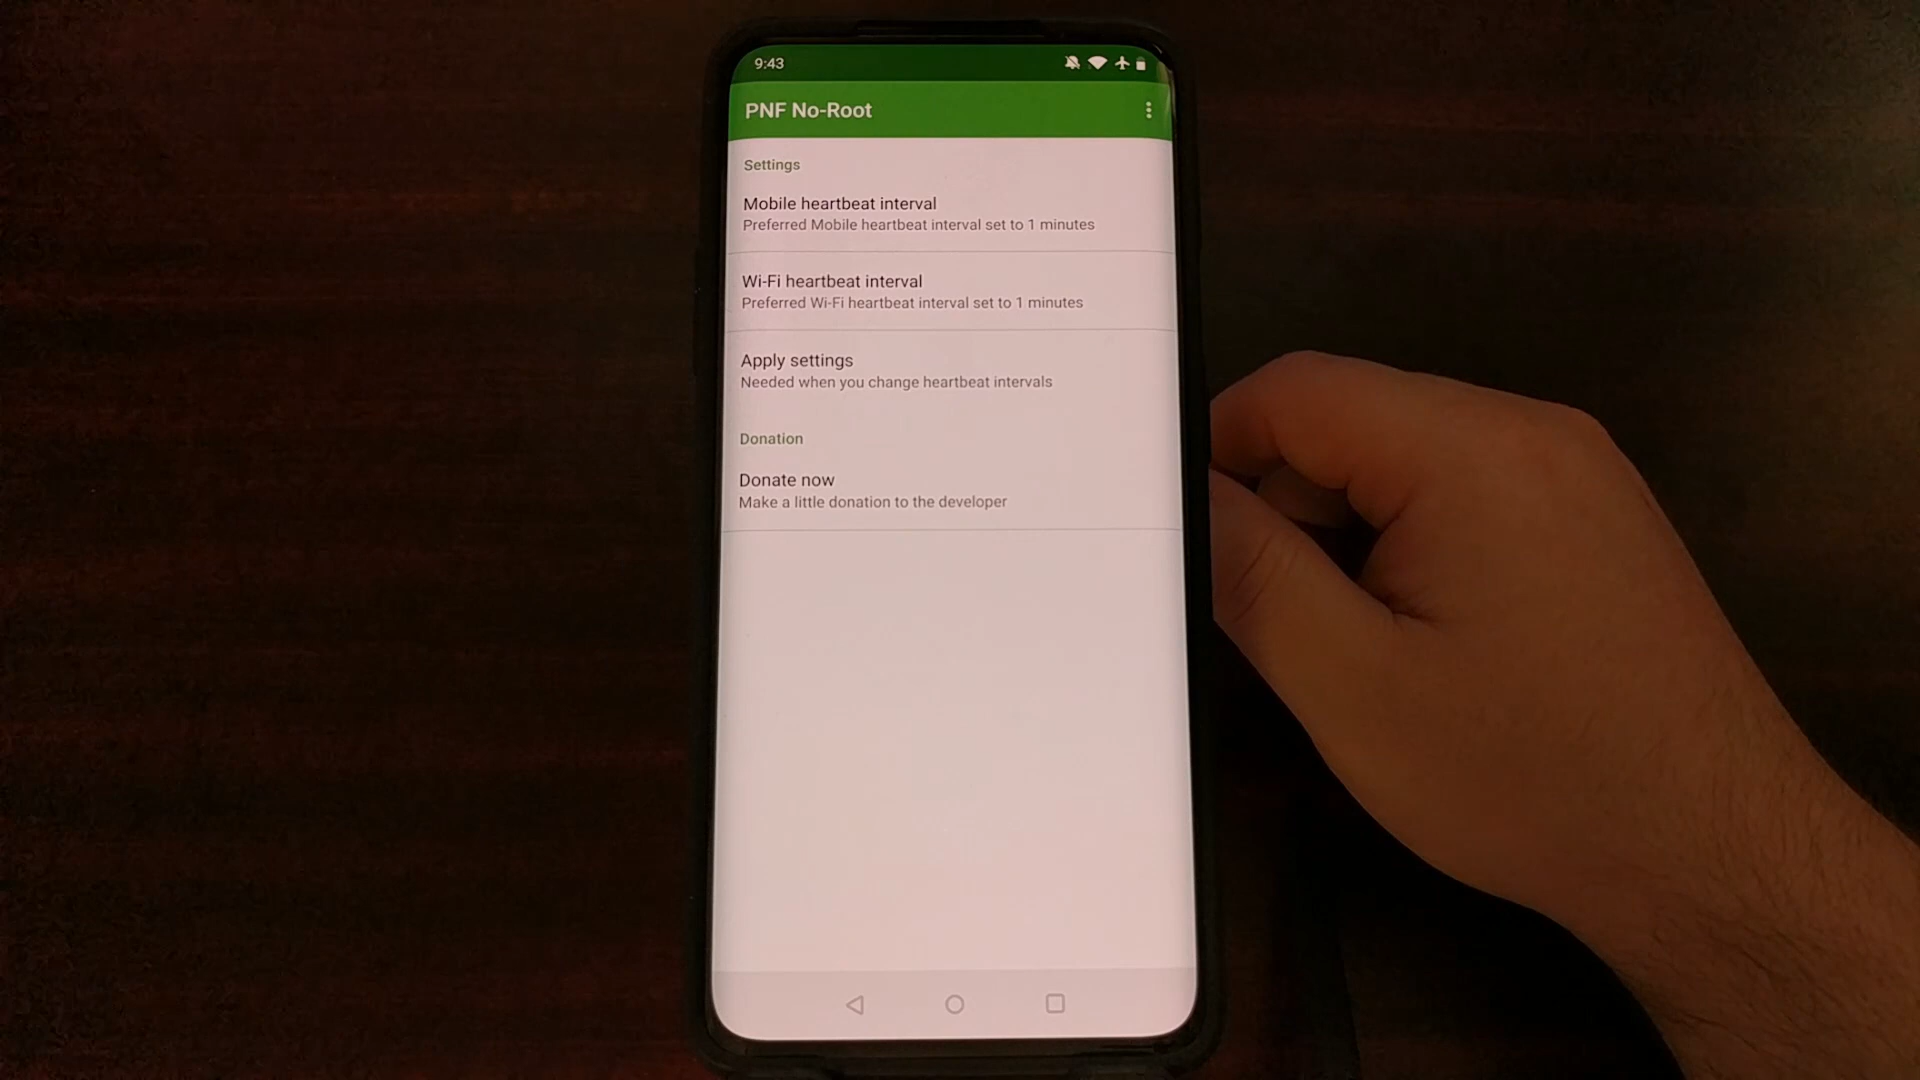 9:43
PNF No-Root
Settings
Mobile heartbeat interval
Preferred Mobile heartbeat interval set to 1 minutes
Wi-Fi heartbeat interval
Preferred Wi-Fi heartbeat interval set to 1 minutes
Apply settings
Needed when you change heartbeat intervals
Donation
Donate now
Make a little donation to the developer